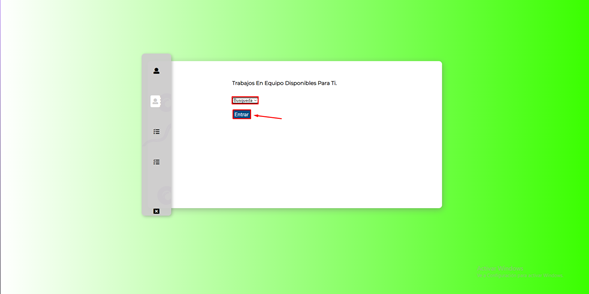 Trabajos En Equipo Disponibles Para Ti.
Busqueda
Entrar